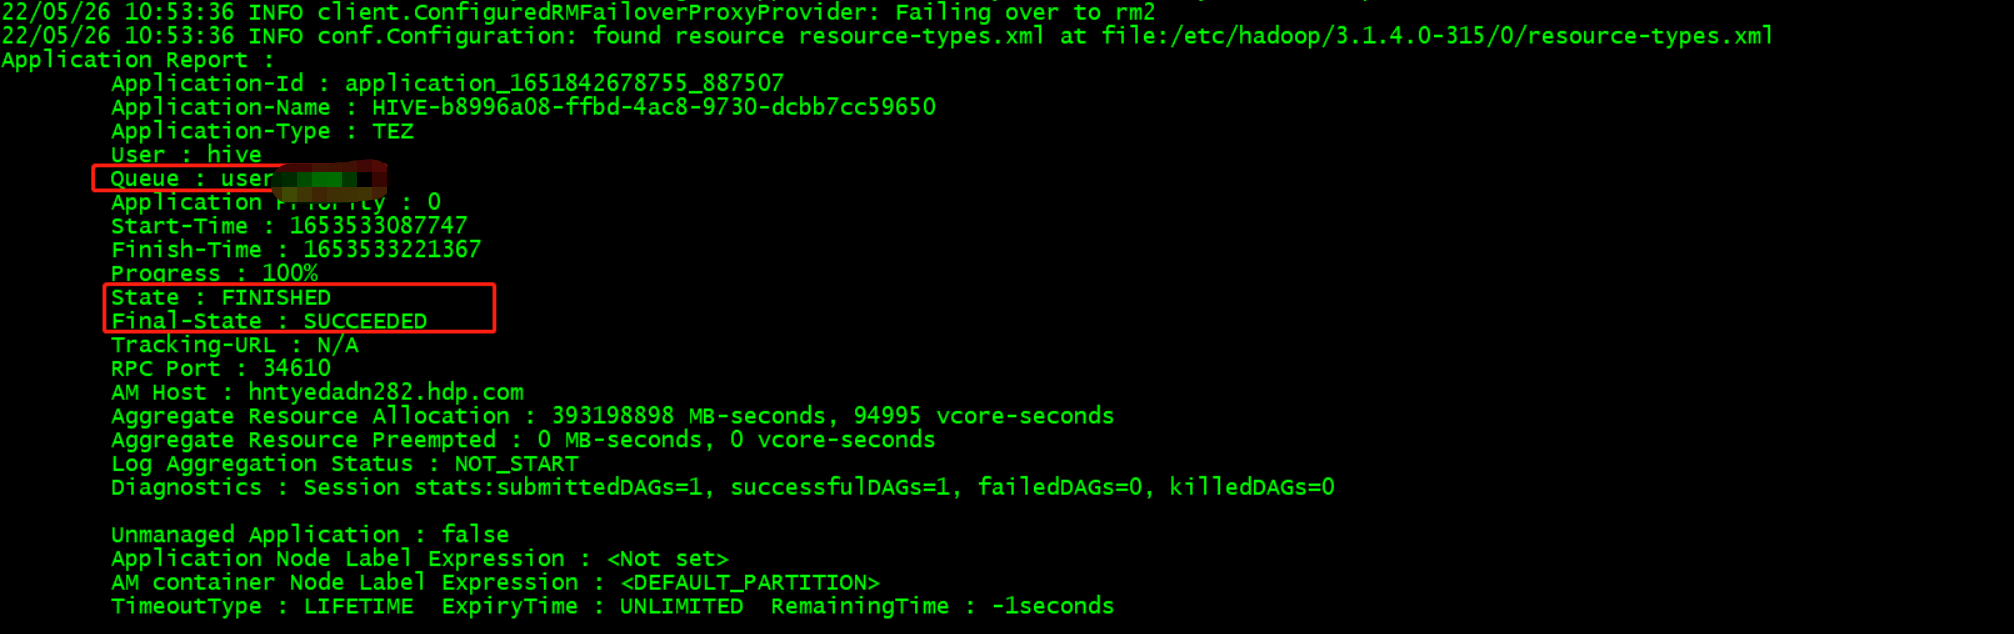 22/05/26 10:53:36 INFO client.ConfiguredRMFailoverProxyProvider: Failing over to rm2
22/05/26 10:53:36 INFO conf.Configuration: found resource resource-types.xml at file:/etc/hadoop/3.1.4.0-315/0/resource-types.xml
Application Report :
Application-Id : application_1651842678755_887507
Application-Name : HIVE-b8996a08-ffbd-4ac8-9730-dcbb7cc59650
Application-Type : TEZ
User : hive
Queue : user
Application Priority : 0
Start-Time : 1653533087747
Finish-Time : 1653533221367
Progress : 100%
State : FINISHED
Final-State : SUCCEEDED
Tracking-URL : N/A
RPC Port : 34610
AM Host : hntyedadn282.hdp.com
Aggregate Resource Allocation : 393198898 MB-seconds, 94995 vcore-seconds
Aggregate Resource Preempted : 0 MB-seconds, 0 vcore-seconds
Log Aggregation Status : NOT_START
Diagnostics : Session stats:submittedDAGs=1, successfulDAGs=1, failedDAGs=0, killedDAGs=0
Unmanaged Application : false
Application Node Label Expression : <Not set>
AM container Node Label Expression : <DEFAULT_PARTITION>
TimeoutType : LIFETIME  ExpiryTime : UNLIMITED  RemainingTime : -1seconds